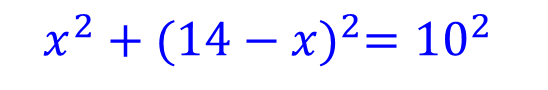 x² + (14 − x)² = 10²